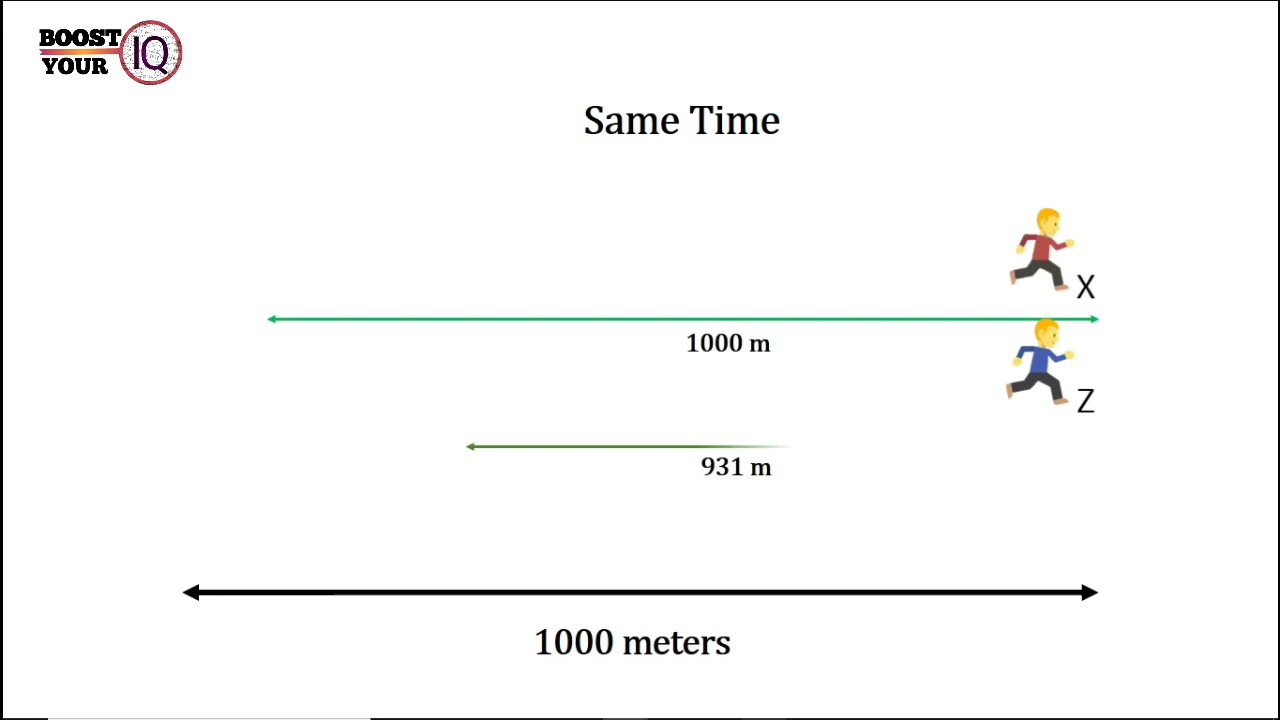 BOOST
YOUR
IQ
Same Time
X
1000 m
Z
931 m
1000 meters